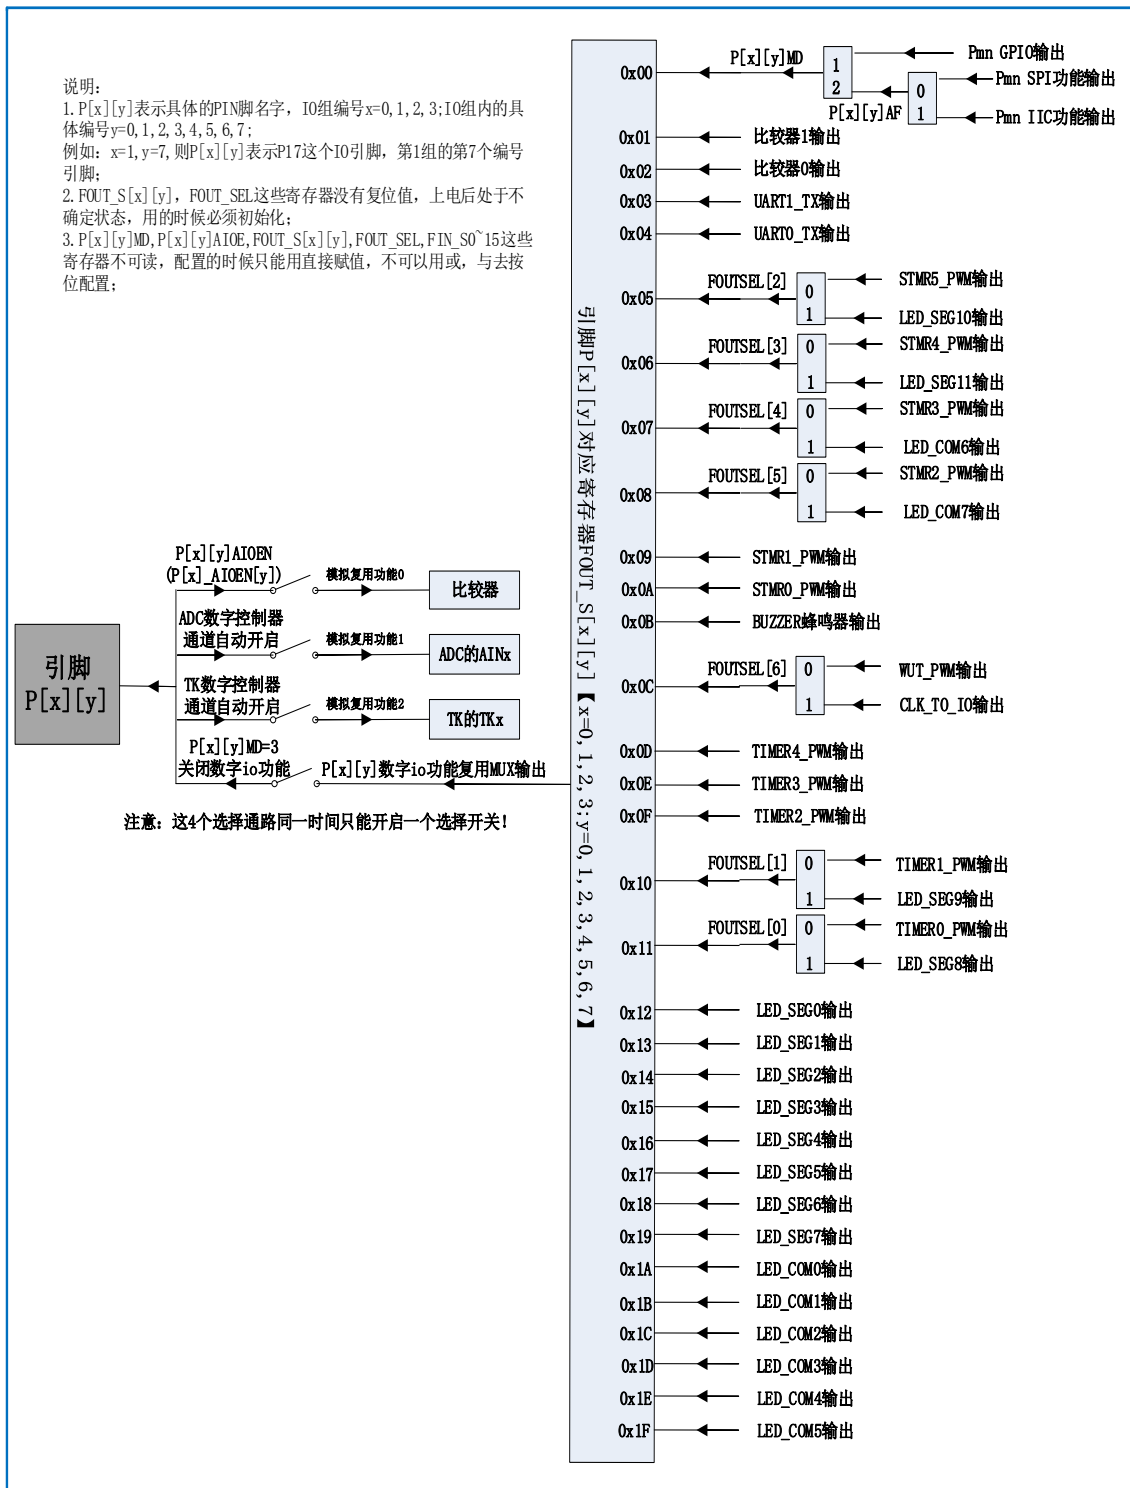 说明:
1.P[x][y]表示具体的PIN脚名字，IO组编号x=0,1,2,3;IO组内的具
体编号y=0,1,2,3,4,5,6,7;
例如：x=1,y=7,则P[x][y]表示P17这个IO引脚，第1组的第7个编号
引脚;
2.FOUT_S[x][y]，FOUT_SEL这些寄存器没有复位值，上电后处于不
确定状态，用的时候必须初始化;
3.P[x][y]MD,P[x][y]AIOE,FOUT_S[x][y],FOUT_SEL,FIN_S0~15这些
寄存器不可读，配置的时候只能用直接赋值，不可以用或，与去按
位配置;
引脚
P[x][y]
P[x][y]AIOEN
(P[x]_AIOEN[y])
模拟复用功能0
比较器
ADC数字控制器
通道自动开启
模拟复用功能1
ADC的AINx
TK数字控制器
通道自动开启
模拟复用功能2
TK的TKx
P[x][y]MD=3
关闭数字io功能
P[x][y]数字io功能复用MUX输出
注意：这4个选择通路同一时间只能开启一个选择开关！
引脚P[x][y]对应寄存器FOUT_S[x][y]【x=0,1,2,3;y=0,1,2,3,4,5,6,7】
0x00
P[x][y]MD
1
2
Pmn GPIO输出
P[x][y]AF
0
1
Pmn SPI功能输出
Pmn IIC功能输出
0x01
比较器1输出
0x02
比较器0输出
0x03
UART1_TX输出
0x04
UART0_TX输出
0x05
FOUTSEL[2]
0
1
STMR5_PWM输出
LED_SEG10输出
0x06
FOUTSEL[3]
0
1
STMR4_PWM输出
LED_SEG11输出
0x07
FOUTSEL[4]
0
1
STMR3_PWM输出
LED_COM6输出
0x08
FOUTSEL[5]
0
1
STMR2_PWM输出
LED_COM7输出
0x09
STMR1_PWM输出
0x0A
STMR0_PWM输出
0x0B
BUZZER蜂鸣器输出
0x0C
FOUTSEL[6]
0
1
WUT_PWM输出
CLK_TO_IO输出
0x0D
TIMER4_PWM输出
0x0E
TIMER3_PWM输出
0x0F
TIMER2_PWM输出
0x10
FOUTSEL[1]
0
1
TIMER1_PWM输出
LED_SEG9输出
0x11
FOUTSEL[0]
0
1
TIMER0_PWM输出
LED_SEG8输出
0x12
LED_SEG0输出
0x13
LED_SEG1输出
0x14
LED_SEG2输出
0x15
LED_SEG3输出
0x16
LED_SEG4输出
0x17
LED_SEG5输出
0x18
LED_SEG6输出
0x19
LED_SEG7输出
0x1A
LED_COM0输出
0x1B
LED_COM1输出
0x1C
LED_COM2输出
0x1D
LED_COM3输出
0x1E
LED_COM4输出
0x1F
LED_COM5输出